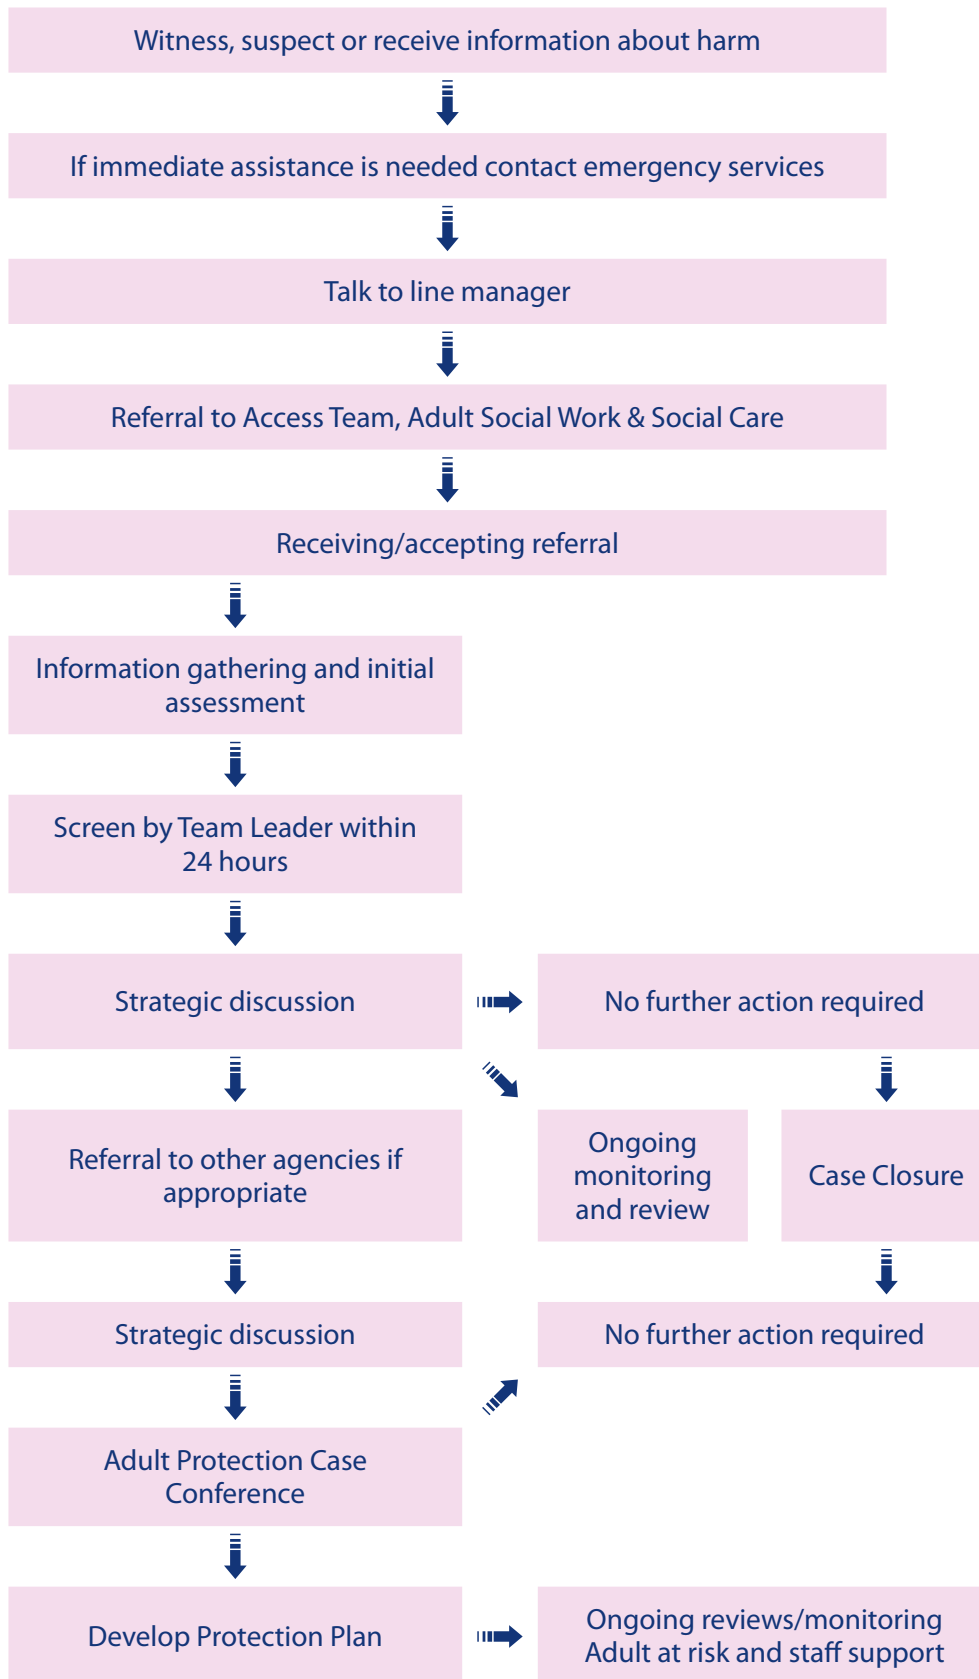 Witness, suspect or receive information about harm
If immediate assistance is needed contact emergency services
Talk to line manager
Referral to Access Team, Adult Social Work & Social Care
Receiving/accepting referral
Information gathering and initial
assessment
Screen by Team Leader within
24 hours
Strategic discussion
No further action required
Referral to other agencies if
appropriate
Ongoing
monitoring
and review
Case Closure
Strategic discussion
No further action required
Adult Protection Case
Conference
Develop Protection Plan
Ongoing reviews/monitoring
Adult at risk and staff support